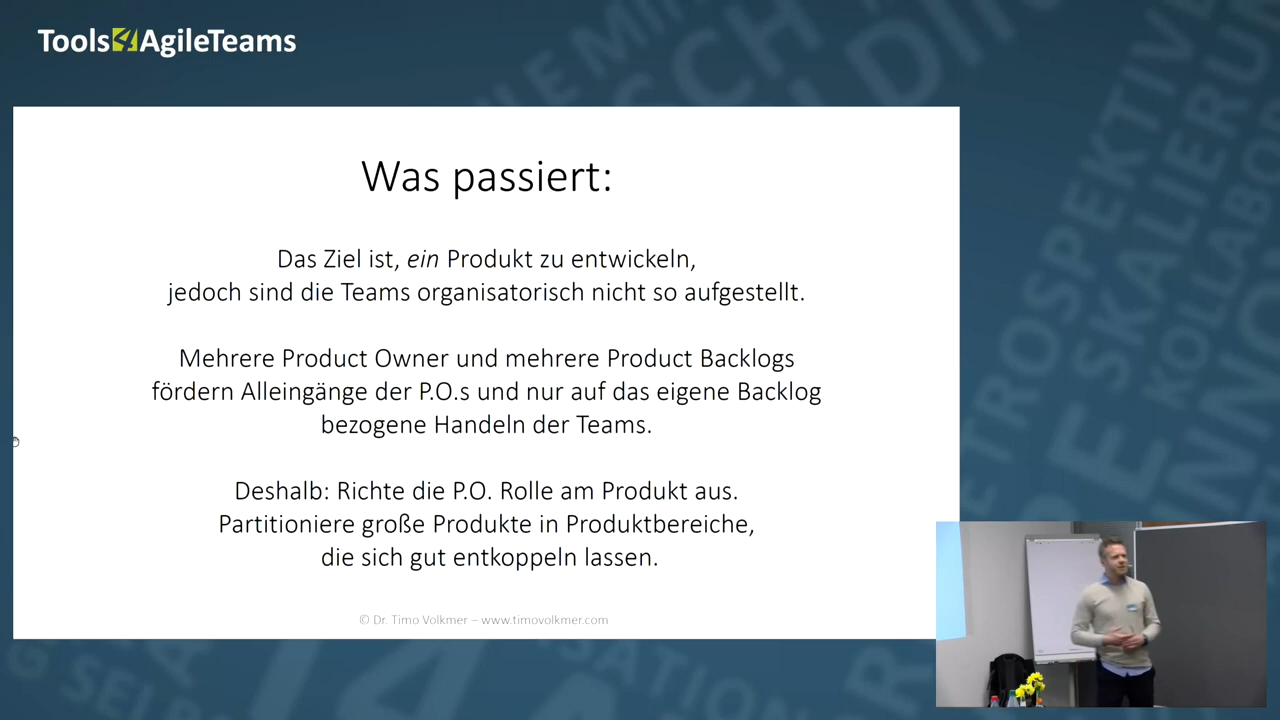 Tools4AgileTeams
Was passiert:
Das Ziel ist, ein Produkt zu entwickeln,
jedoch sind die Teams organisatorisch nicht so aufgestellt.
Mehrere Product Owner und mehrere Product Backlogs
fördern Alleingänge der P.O.s und nur auf das eigene Backlog
bezogene Handeln der Teams.
Deshalb: Richte die P.O. Rolle am Produkt aus.
Partitioniere große Produkte in Produktbereiche,
die sich gut entkoppeln lassen.
© Dr. Timo Volkmer – www.timovolkmer.com